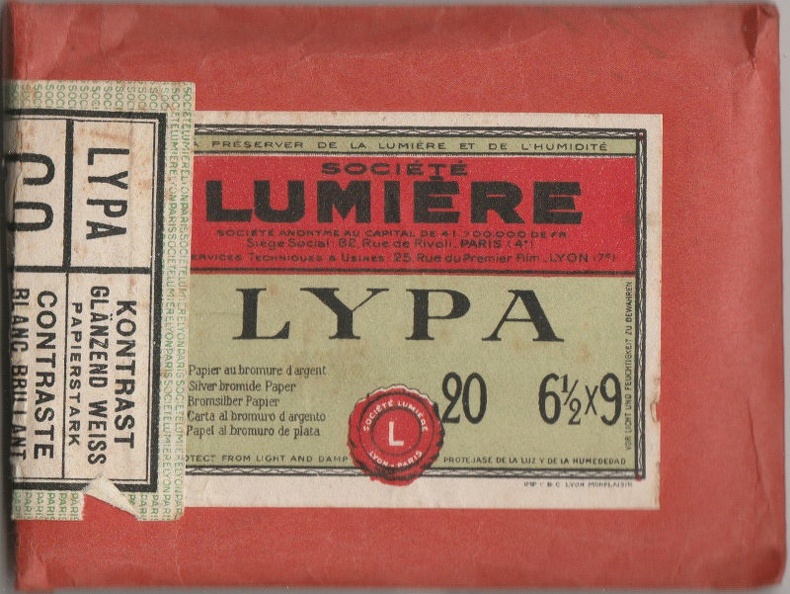 A PRÉSERVER DE LA LUMIÉRE ET DE L'HUMIDITÉ
SOCIÉTÉ
LUMIÈRE
SOCIÉTÉ ANONYME AU CAPITAL DE 41.700.000 DE FR
Siège Social 82, Rue de Rivoli, PARIS (4e)
SERVICES TECHNIQUES & USINES 25 Rue du Premier Film, LYON (7e)
LYPA
Papier au bromure d'argent
Silver bromide Paper
Bromsilber Papier
Carta al bromuro d'argento
Papel al bromuro de plata
20 6½x9
SOCIÉTÉ LUMIÈRE
L
LYON - PARIS
PROTECT FROM LIGHT AND DAMP
PROTEJASE DE LA LUZ Y DE LA HUMEDEDAD
VOR LICHT UND FEUCHTIGKEIT ZU BEWAHREN
LYON MONPLAISIR
LYPA
KONTRAST
GLÄNZEND WEISS
PAPIERSTARK
CONTRASTE
BLANC BRILLANT
SOCIETELUMIERELYONPARIS